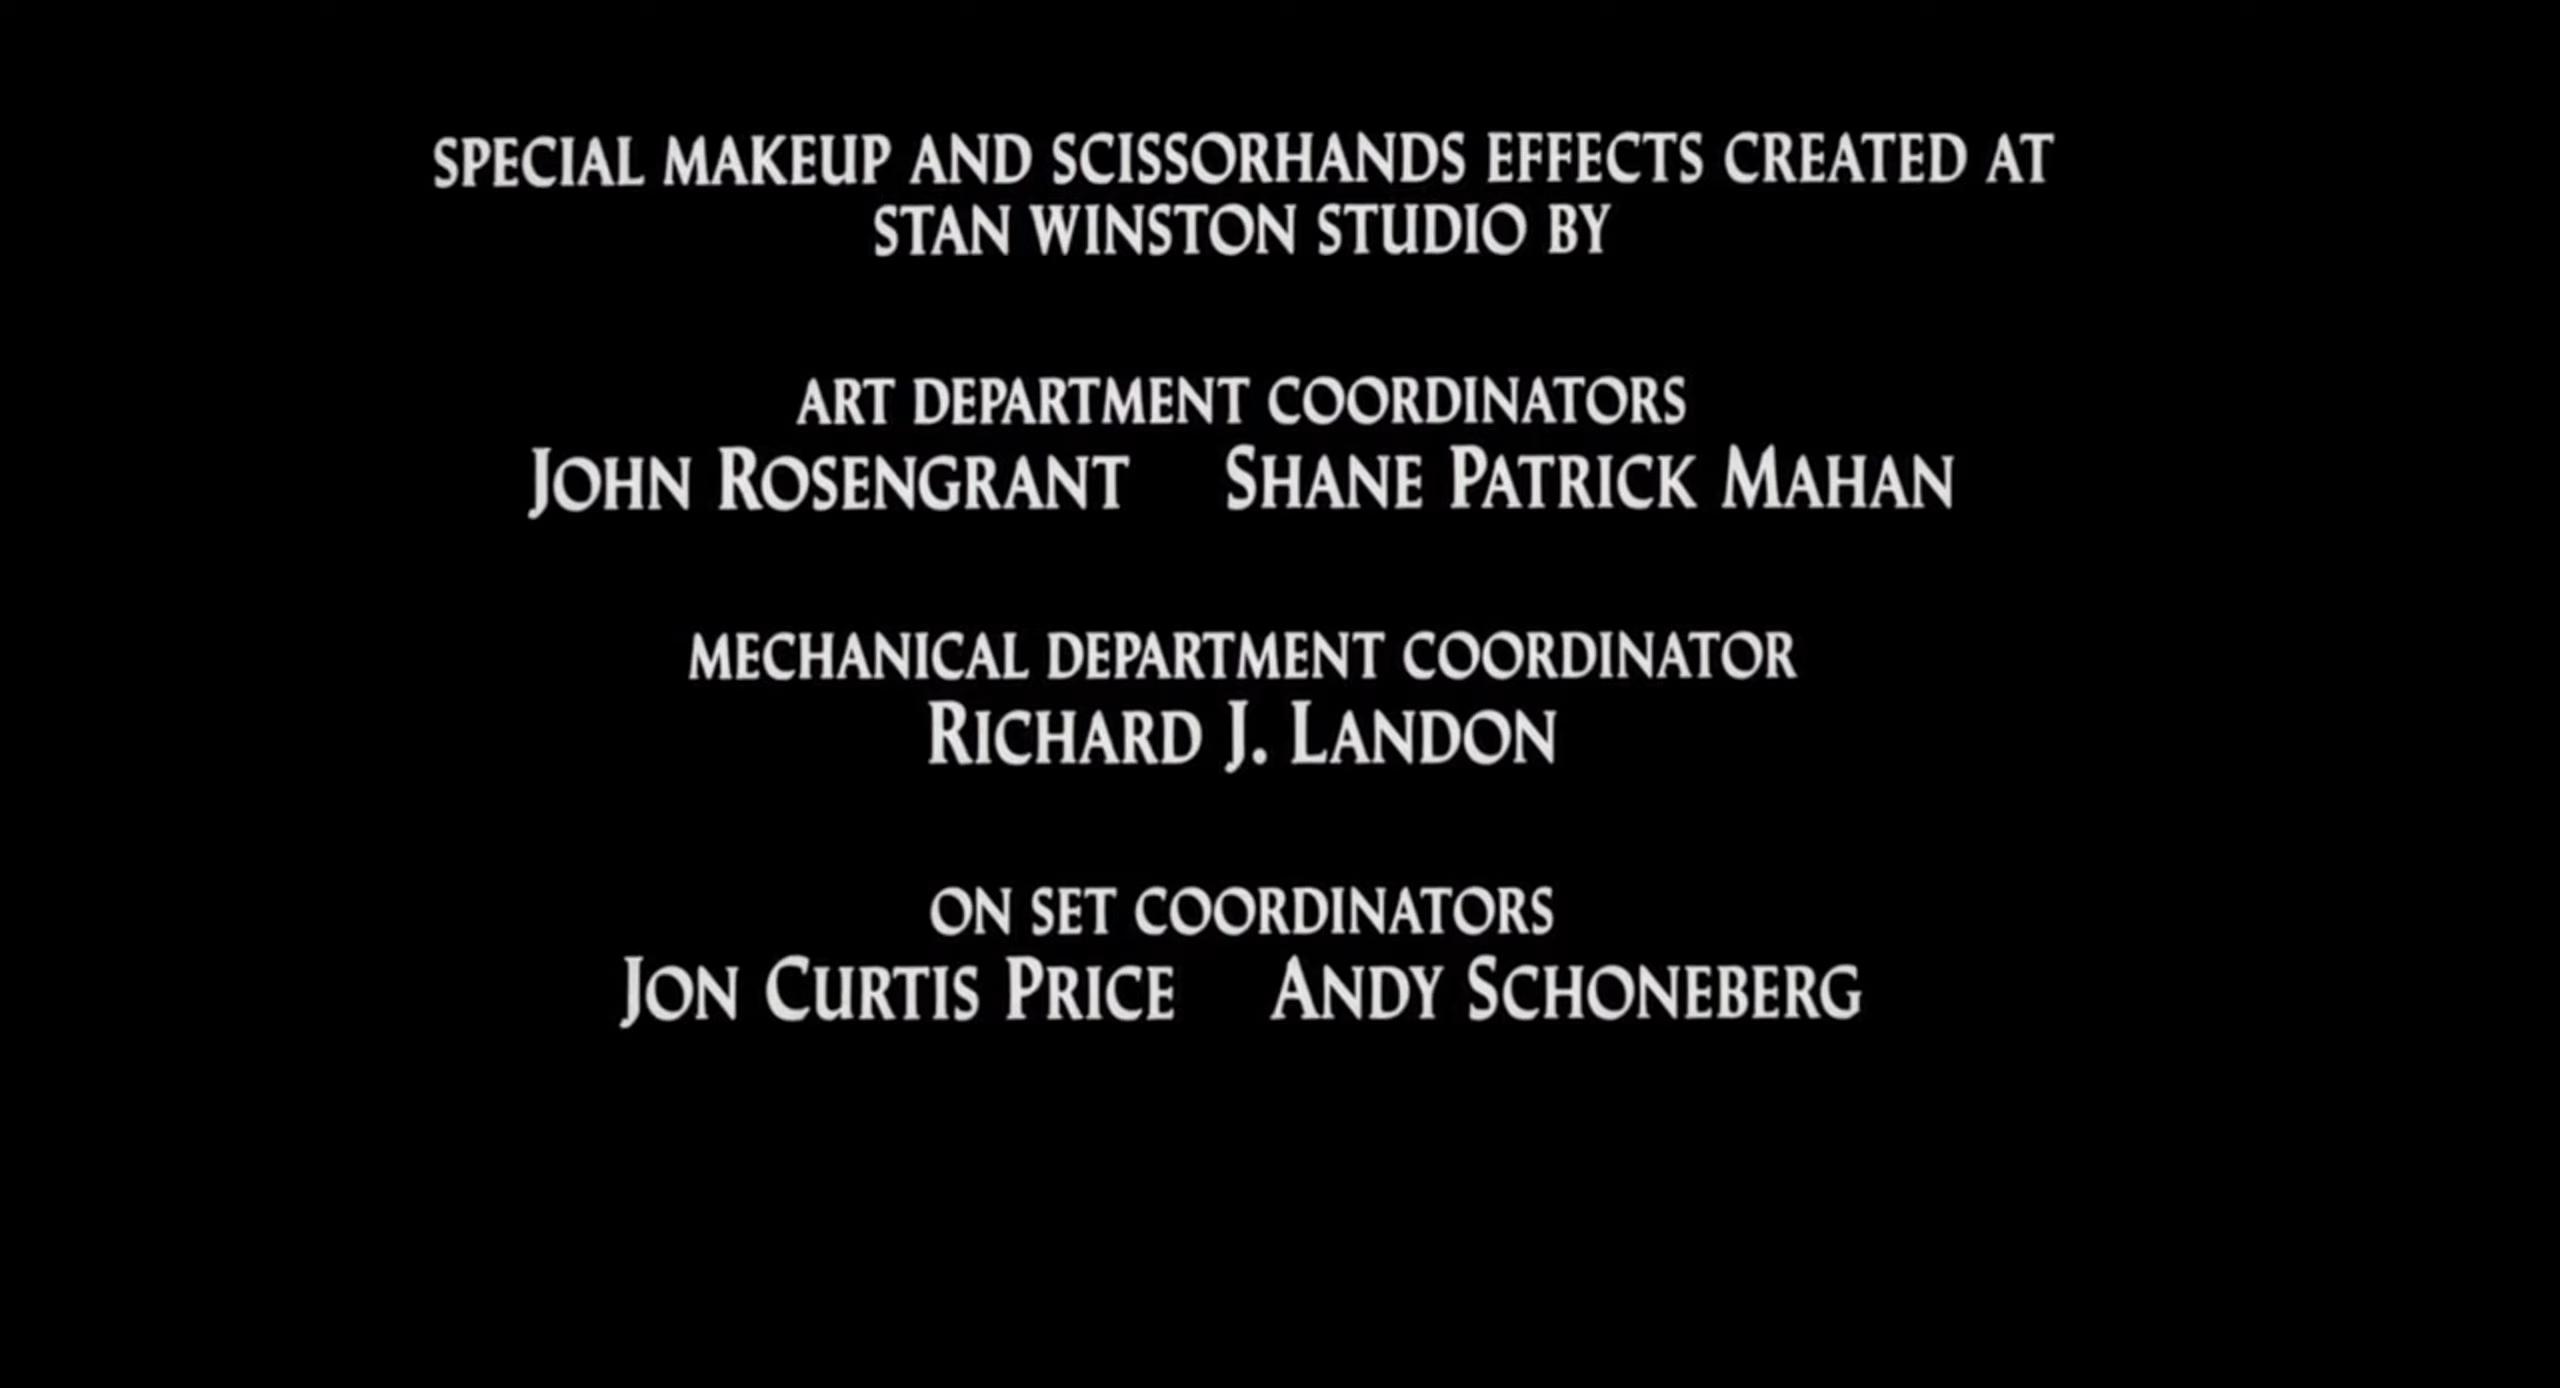 SPECIAL MAKEUP AND SCISSORHANDS EFFECTS CREATED AT
STAN WINSTON STUDIO BY
ART DEPARTMENT COORDINATORS
JOHN ROSENGRANT SHANE PATRICK MAHAN
MECHANICAL DEPARTMENT COORDINATOR
RICHARD J. LANDON
ON SET COORDINATORS
JON CURTIS PRICE ANDY SCHONEBERG